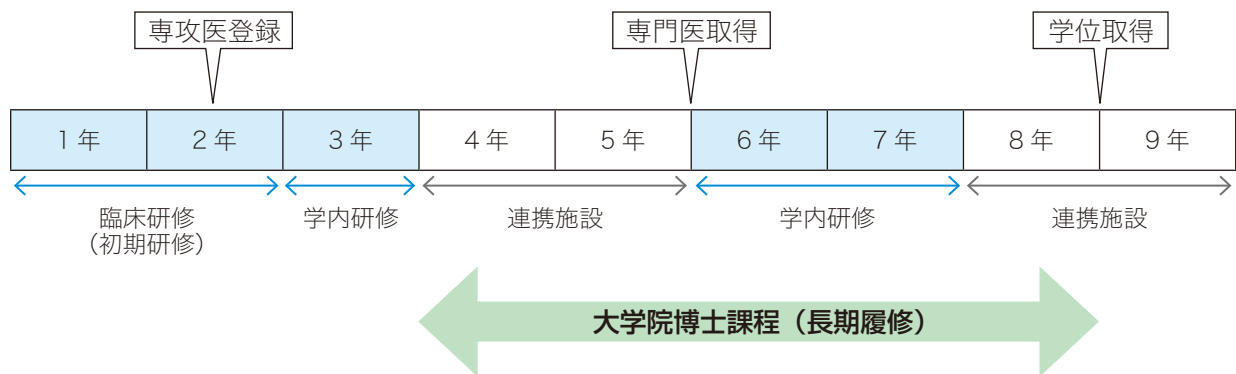 専攻医登録
専門医取得
学位取得
1 年
2 年
3 年
4 年
5 年
6 年
7 年
8 年
9 年
臨床研修
（初期研修）
学内研修
連携施設
学内研修
連携施設
大学院博士課程（長期履修）